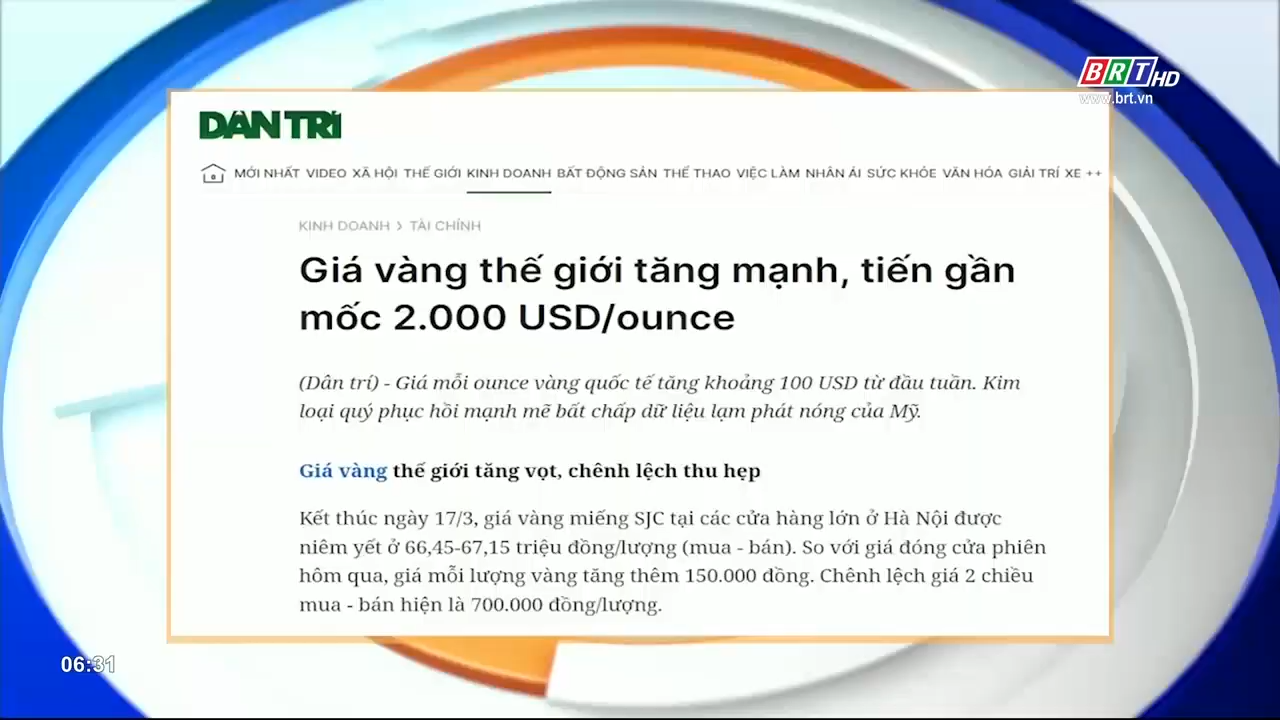 BRTHD
www.brt.vn
DÂN TRÍ
MỚI NHẤT VIDEO XÃ HỘI THẾ GIỚI KINH DOANH BẤT ĐỘNG SẢN THỂ THAO VIỆC LÀM NHÂN ÁI SỨC KHỎE VĂN HÓA GIẢI TRÍ XE ++
KINH DOANH > TÀI CHÍNH
Giá vàng thế giới tăng mạnh, tiến gần
mốc 2.000 USD/ounce
(Dân trí) - Giá mỗi ounce vàng quốc tế tăng khoảng 100 USD từ đầu tuần. Kim
loại quý phục hồi mạnh mẽ bất chấp dữ liệu lạm phát nóng của Mỹ.
Giá vàng thế giới tăng vọt, chênh lệch thu hẹp
Kết thúc ngày 17/3, giá vàng miếng SJC tại các cửa hàng lớn ở Hà Nội được
niêm yết ở 66,45-67,15 triệu đồng/lượng (mua - bán). So với giá đóng cửa phiên
hôm qua, giá mỗi lượng vàng tăng thêm 150.000 đồng. Chênh lệch giá 2 chiều
mua - bán hiện là 700.000 đồng/lượng.
06:31